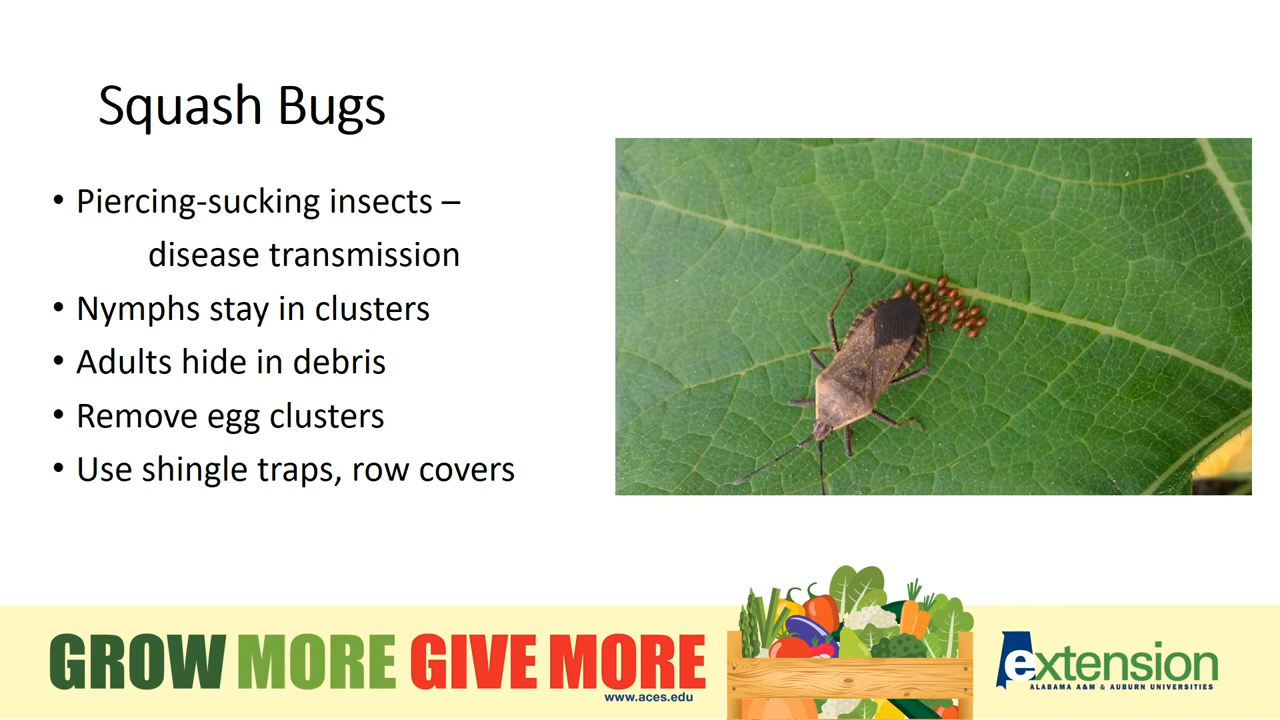 Squash Bugs
• Piercing-sucking insects –
disease transmission
• Nymphs stay in clusters
• Adults hide in debris
• Remove egg clusters
• Use shingle traps, row covers
GROW MORE GIVE MORE
www.aces.edu
extension
ALABAMA A&M & AUBURN UNIVERSITIES